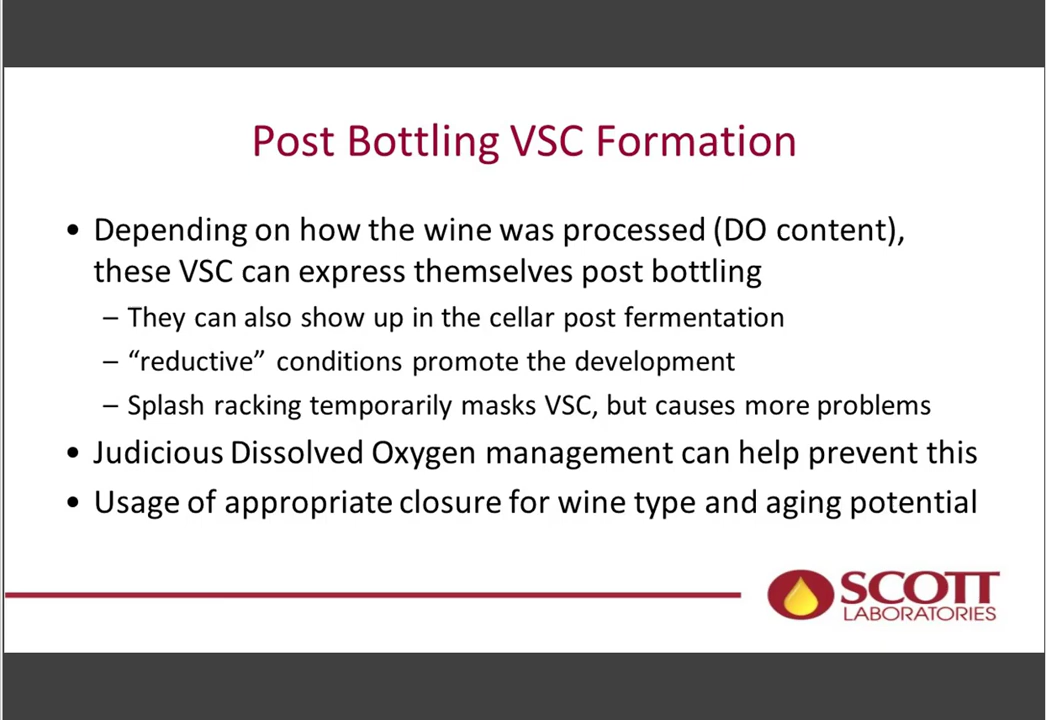 Post Bottling VSC Formation
• Depending on how the wine was processed (DO content),
these VSC can express themselves post bottling
– They can also show up in the cellar post fermentation
– “reductive” conditions promote the development
– Splash racking temporarily masks VSC, but causes more problems
• Judicious Dissolved Oxygen management can help prevent this
• Usage of appropriate closure for wine type and aging potential
SCOTT
LABORATORIES